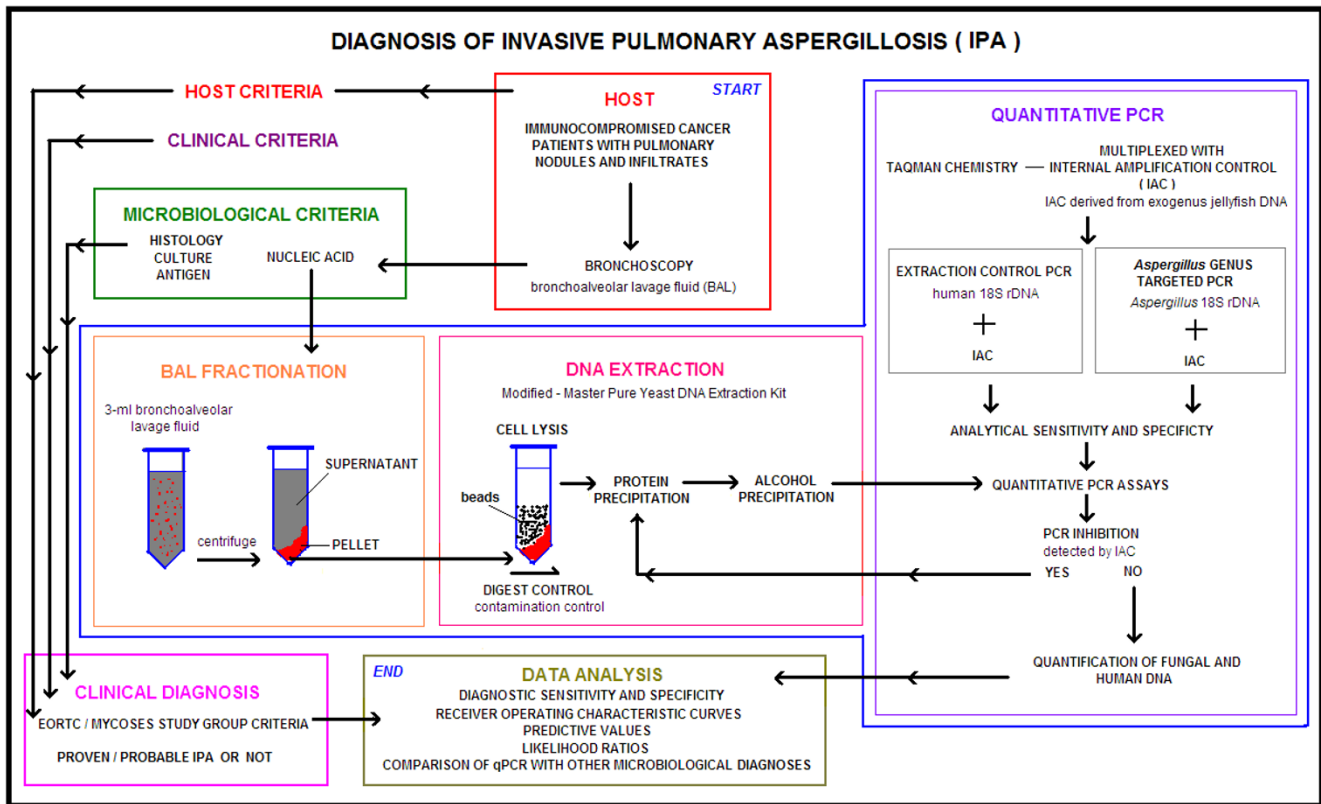 DIAGNOSIS OF INVASIVE PULMONARY ASPERGILLOSIS ( IPA )
HOST CRITERIA
CLINICAL CRITERIA
START
HOST
IMMUNOCOMPROMISED CANCER
PATIENTS WITH PULMONARY
NODULES AND INFILTRATES
BRONCHOSCOPY
bronchoalveolar lavage fluid (BAL)
MICROBIOLOGICAL CRITERIA
HISTOLOGY
CULTURE
ANTIGEN
NUCLEIC ACID
BAL FRACTIONATION
3-ml bronchoalveolar
lavage fluid
centrifuge
SUPERNATANT
PELLET
DNA EXTRACTION
Modified - Master Pure Yeast DNA Extraction Kit
CELL LYSIS
beads
DIGEST CONTROL
contamination control
PROTEIN
PRECIPITATION
ALCOHOL
PRECIPITATION
QUANTITATIVE PCR
TAQMAN CHEMISTRY
MULTIPLEXED WITH
INTERNAL AMPLIFICATION CONTROL
( IAC )
IAC derived from exogenus jellyfish DNA
EXTRACTION CONTROL PCR
human 18S rDNA
+
IAC
Aspergillus GENUS
TARGETED PCR
Aspergillus 18S rDNA
+
IAC
ANALYTICAL SENSITIVITY AND SPECIFICTY
QUANTITATIVE PCR ASSAYS
PCR INHIBITION
detected by IAC
YES
NO
QUANTIFICATION OF FUNGAL AND
HUMAN DNA
CLINICAL DIAGNOSIS
EORTC / MYCOSES STUDY GROUP CRITERIA
PROVEN / PROBABLE IPA OR NOT
END
DATA ANALYSIS
DIAGNOSTIC SENSITIVITY AND SPECIFICITY
RECEIVER OPERATING CHARACTERISTIC CURVES
PREDICTIVE VALUES
LIKELIHOOD RATIOS
COMPARISON OF qPCR WITH OTHER MICROBIOLOGICAL DIAGNOSES